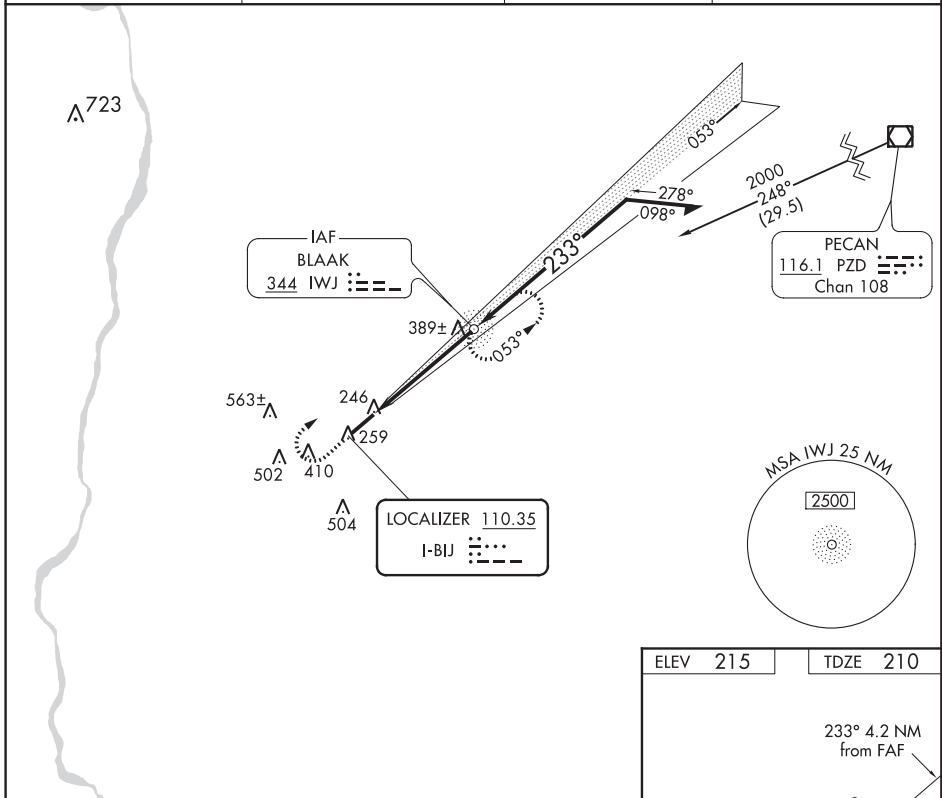 723
053°
2000
278°
248°
098°
(29.5)
IAF
BLAAK
344 IWJ
233°
PECAN
116.1 PZD
Chan 108
389±
053°
563±
246
259
502
410
504
LOCALIZER 110.35
I-BIJ
MSA IWJ 25 NM
2500
ELEV 215
TDZE 210
233° 4.2 NM
from FAF